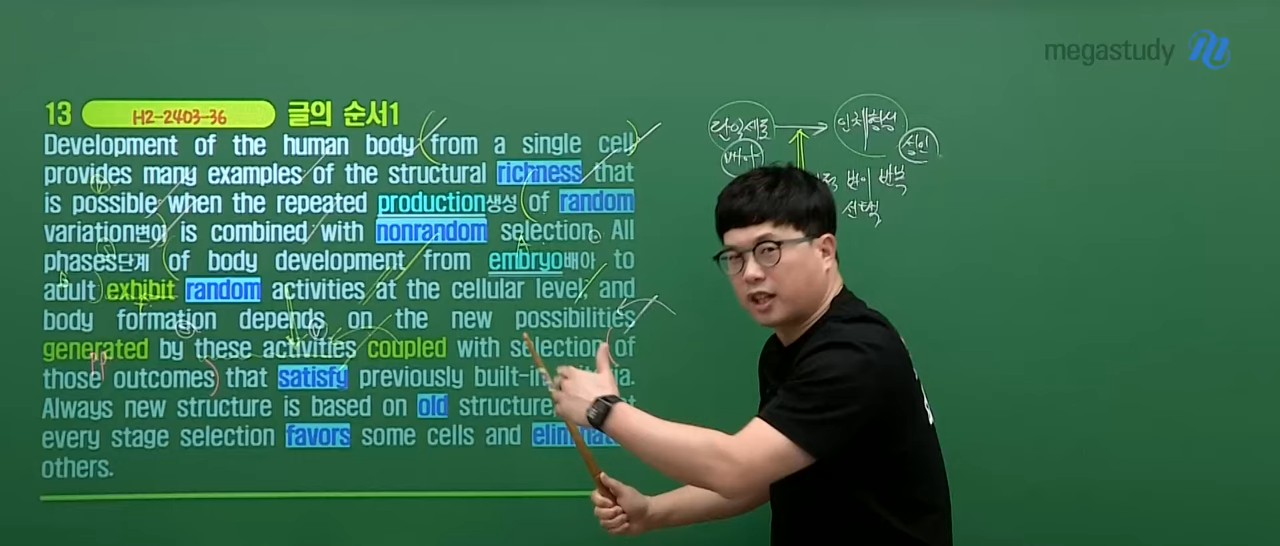 megastudy
13 H2-2403-36 글의 순서1
Development of the human body from a single cell
provides many examples of the structural richness that
is possible when the repeated production생성 of random
variation변이 is combined with nonrandom selection. All
phases단계 of body development from embryo배아 to
adult exhibit random activities at the cellular level, and
body formation depends on the new possibilities
generated by these activities coupled with selection of
those outcomes that satisfy previously built-in
Always new structure is based on old structure
every stage selection favors some cells and
others.
단일세포
인체형성
배아
성인
변이 반복
선택